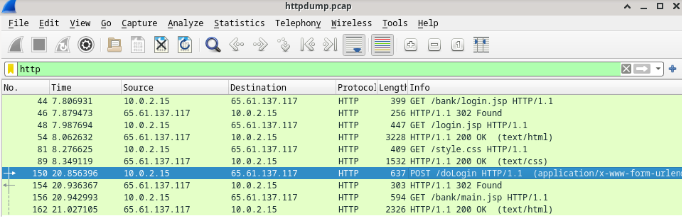 httpdump.pcap
File Edit View Go Capture Analyze Statistics Telephony Wireless Tools Help
http
No. Time Source Destination Protocol Length Info
44 7.806931 10.0.2.15 65.61.137.117 HTTP 399 GET /bank/login.jsp HTTP/1.1
46 7.879473 65.61.137.117 10.0.2.15 HTTP 256 HTTP/1.1 302 Found
48 7.987694 10.0.2.15 65.61.137.117 HTTP 447 GET /login.jsp HTTP/1.1
54 8.062632 65.61.137.117 10.0.2.15 HTTP 3228 HTTP/1.1 200 OK (text/html)
81 8.276625 10.0.2.15 65.61.137.117 HTTP 409 GET /style.css HTTP/1.1
89 8.349119 65.61.137.117 10.0.2.15 HTTP 1532 HTTP/1.1 200 OK (text/css)
150 20.856396 10.0.2.15 65.61.137.117 HTTP 637 POST /doLogin HTTP/1.1 (application/x-www-form-urlen
154 20.936367 65.61.137.117 10.0.2.15 HTTP 303 HTTP/1.1 302 Found
156 20.942993 10.0.2.15 65.61.137.117 HTTP 594 GET /bank/main.jsp HTTP/1.1
162 21.027105 65.61.137.117 10.0.2.15 HTTP 2326 HTTP/1.1 200 OK (text/html)